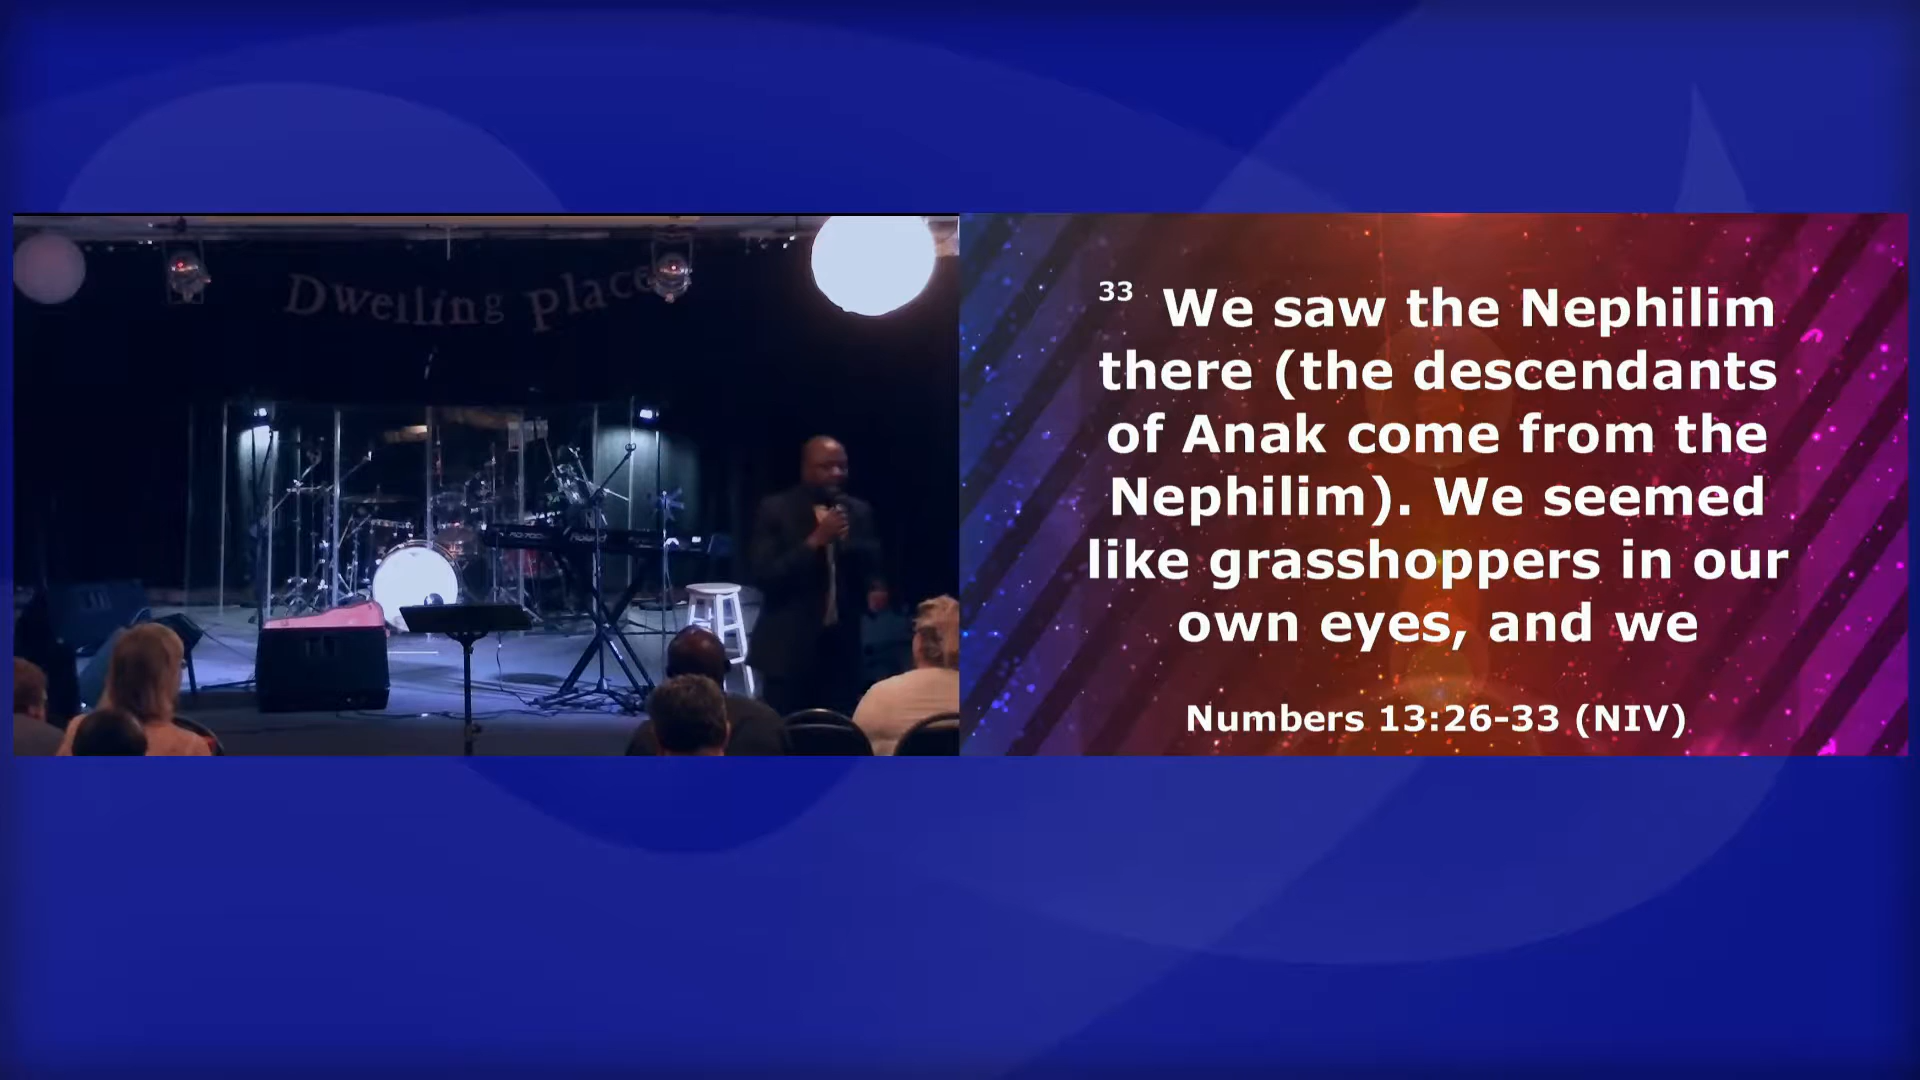 Dwelling Place
Roland
33 We saw the Nephilim
there (the descendants
of Anak come from the
Nephilim). We seemed
like grasshoppers in our
own eyes, and we
Numbers 13:26-33 (NIV)